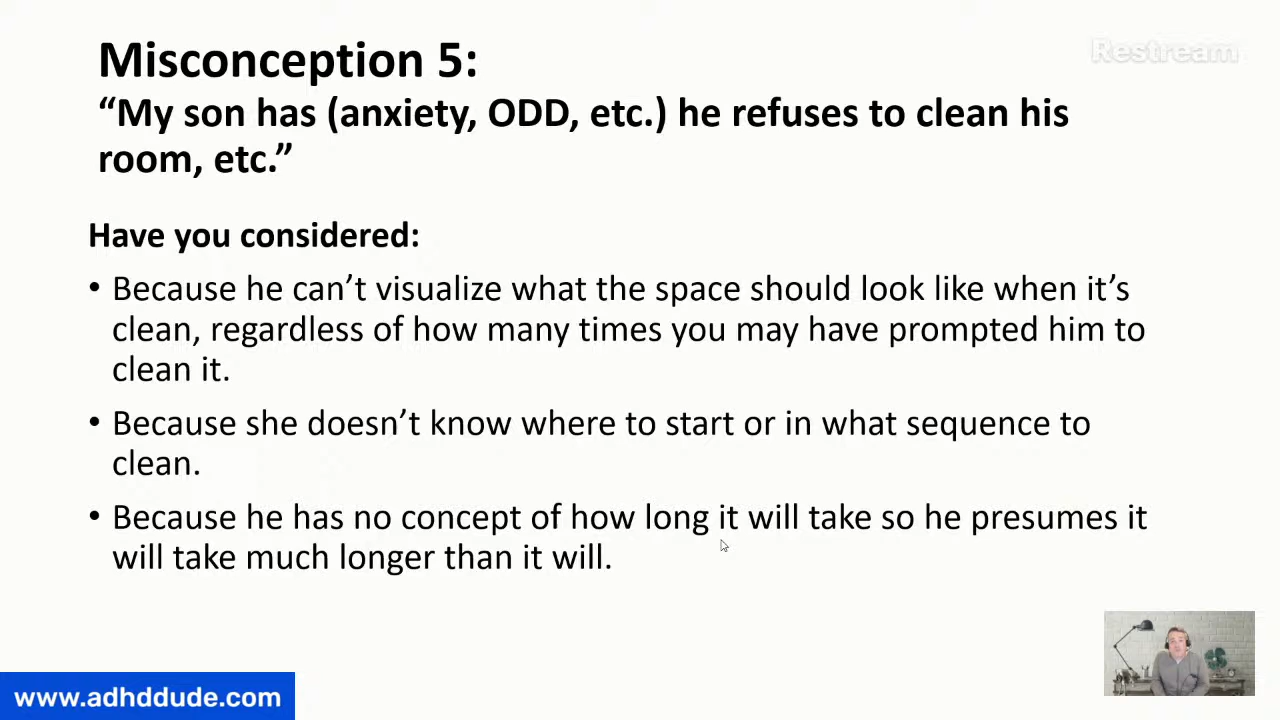 Misconception 5:
Restream
“My son has (anxiety, ODD, etc.) he refuses to clean his
room, etc.”
Have you considered:
• Because he can’t visualize what the space should look like when it’s
clean, regardless of how many times you may have prompted him to
clean it.
• Because she doesn’t know where to start or in what sequence to
clean.
• Because he has no concept of how long it will take so he presumes it
will take much longer than it will.
www.adhddude.com